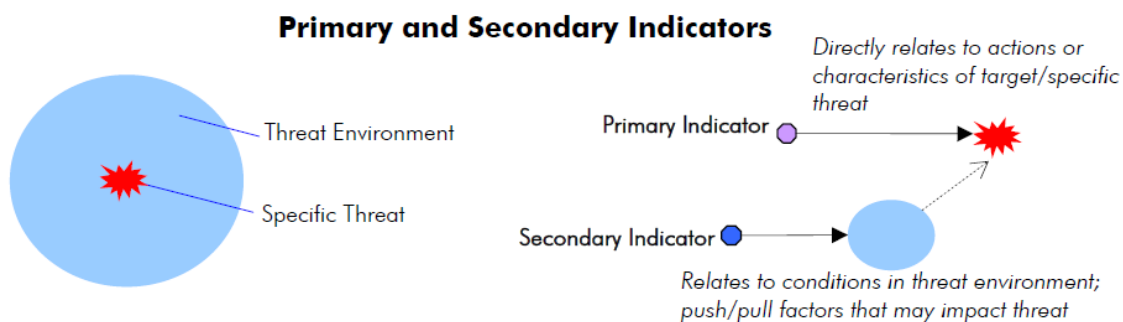 Primary and Secondary Indicators
Threat Environment
Specific Threat
Directly relates to actions or
characteristics of target/specific
threat
Primary Indicator
Secondary Indicator
Relates to conditions in threat environment;
push/pull factors that may impact threat